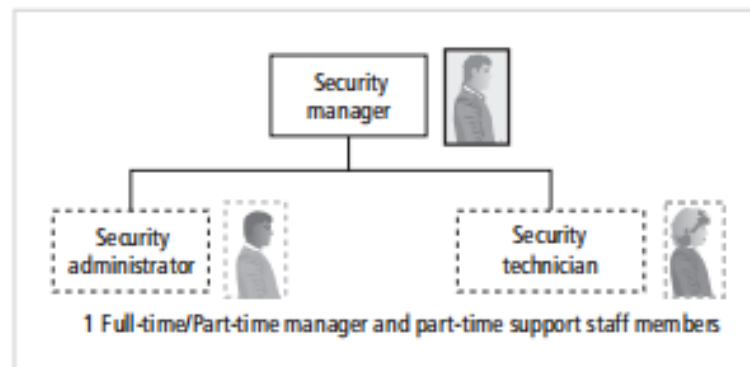 Security
manager
Security
administrator
Security
technician
1 Full-time/Part-time manager and part-time support staff members